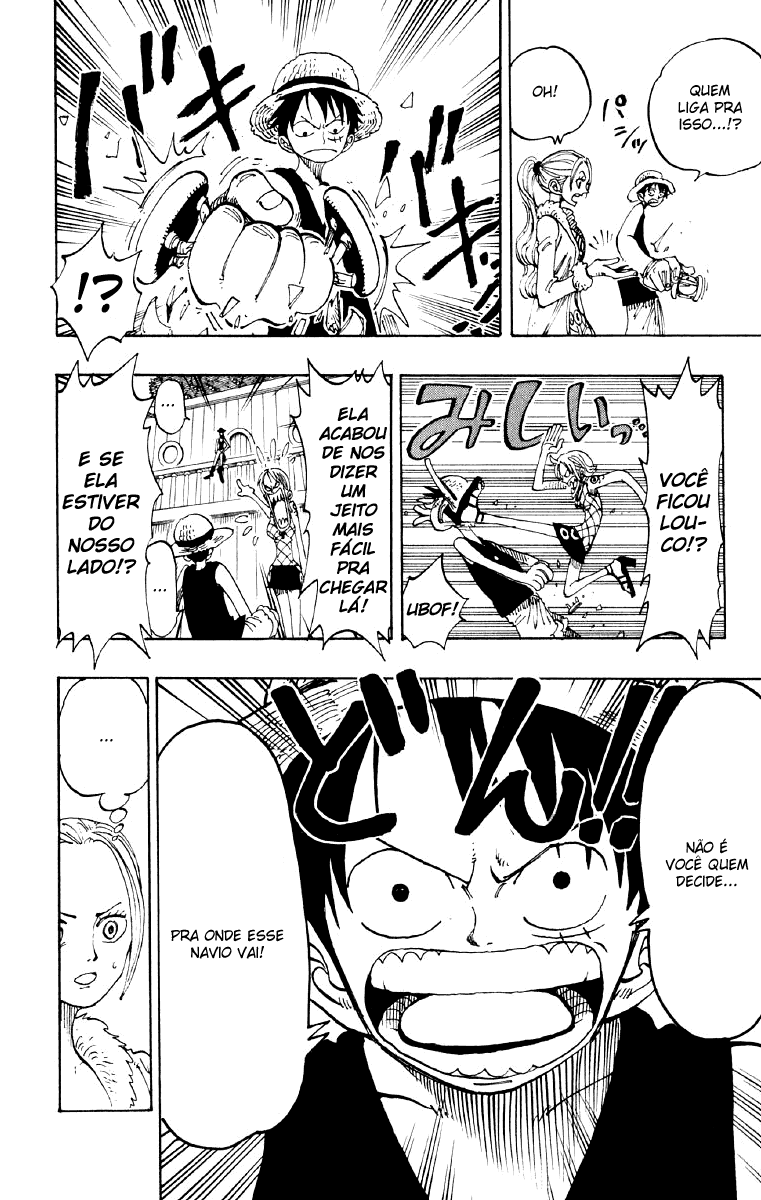 QUEM
LIGA PRA
ISSO...!?
OH!
パ
シッ
バキ
バキッ
!?
VOCÊ
FICOU
LOU-
CO!?
みしいっ
UBOF!
ELA
ACABOU
DE NOS
DIZER
UM
JEITO
MAIS
FÁCIL
PRA
CHEGAR
LÁ!
...
E SE
ELA
ESTIVER
DO
NOSSO
LADO!?
...
NÃO É
VOCÊ QUEM
DECIDE...
どん!!
PRA ONDE ESSE
NAVIO VAI!
...